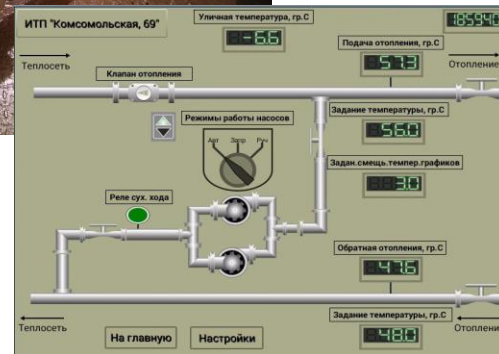 ИТП "Комсомольская, 69"
Уличная температура, гр.С
-6.6
185940
Подача отопления, гр.С
57.3
Теплосеть
Отопление
Клапан отопления
Задание температуры, гр.С
56.0
Режимы работы насосов
Авт Запр Руч
Задан.смещь.темпер.графиков
3.0
Реле сух. хода
Обратная отопления, гр.С
47.6
Теплосеть
Задание температуры, гр.С
48.0
На главную
Настройки